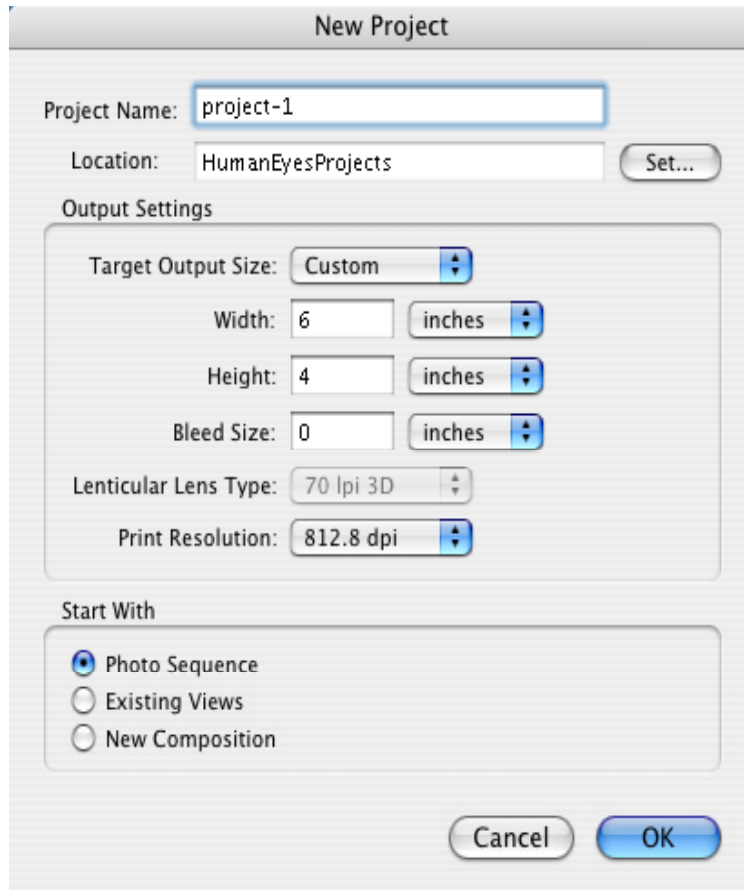 New Project
Project Name: project-1
Location: HumanEyesProjects Set...
Output Settings
Target Output Size: Custom
Width: 6 inches
Height: 4 inches
Bleed Size: 0 inches
Lenticular Lens Type: 70 lpi 3D
Print Resolution: 812.8 dpi
Start With
Photo Sequence
Existing Views
New Composition
Cancel OK